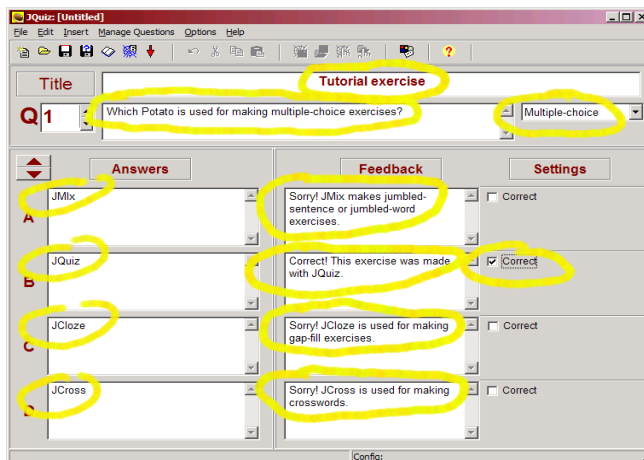 JQuiz: [Untitled]
File Edit Insert Manage Questions Options Help
Title
Tutorial exercise
Q 1
Which Potato is used for making multiple-choice exercises?
Multiple-choice
Answers Feedback Settings
A
JMIx
Sorry! JMix makes jumbled-
sentence or jumbled-word
exercises.
Correct
B
JQuiz
Correct! This exercise was made
with JQuiz.
Correct
C
JCloze
Sorry! JCloze is used for making
gap-fill exercises.
Correct
D
JCross
Sorry! JCross is used for making
crosswords.
Correct
Config: